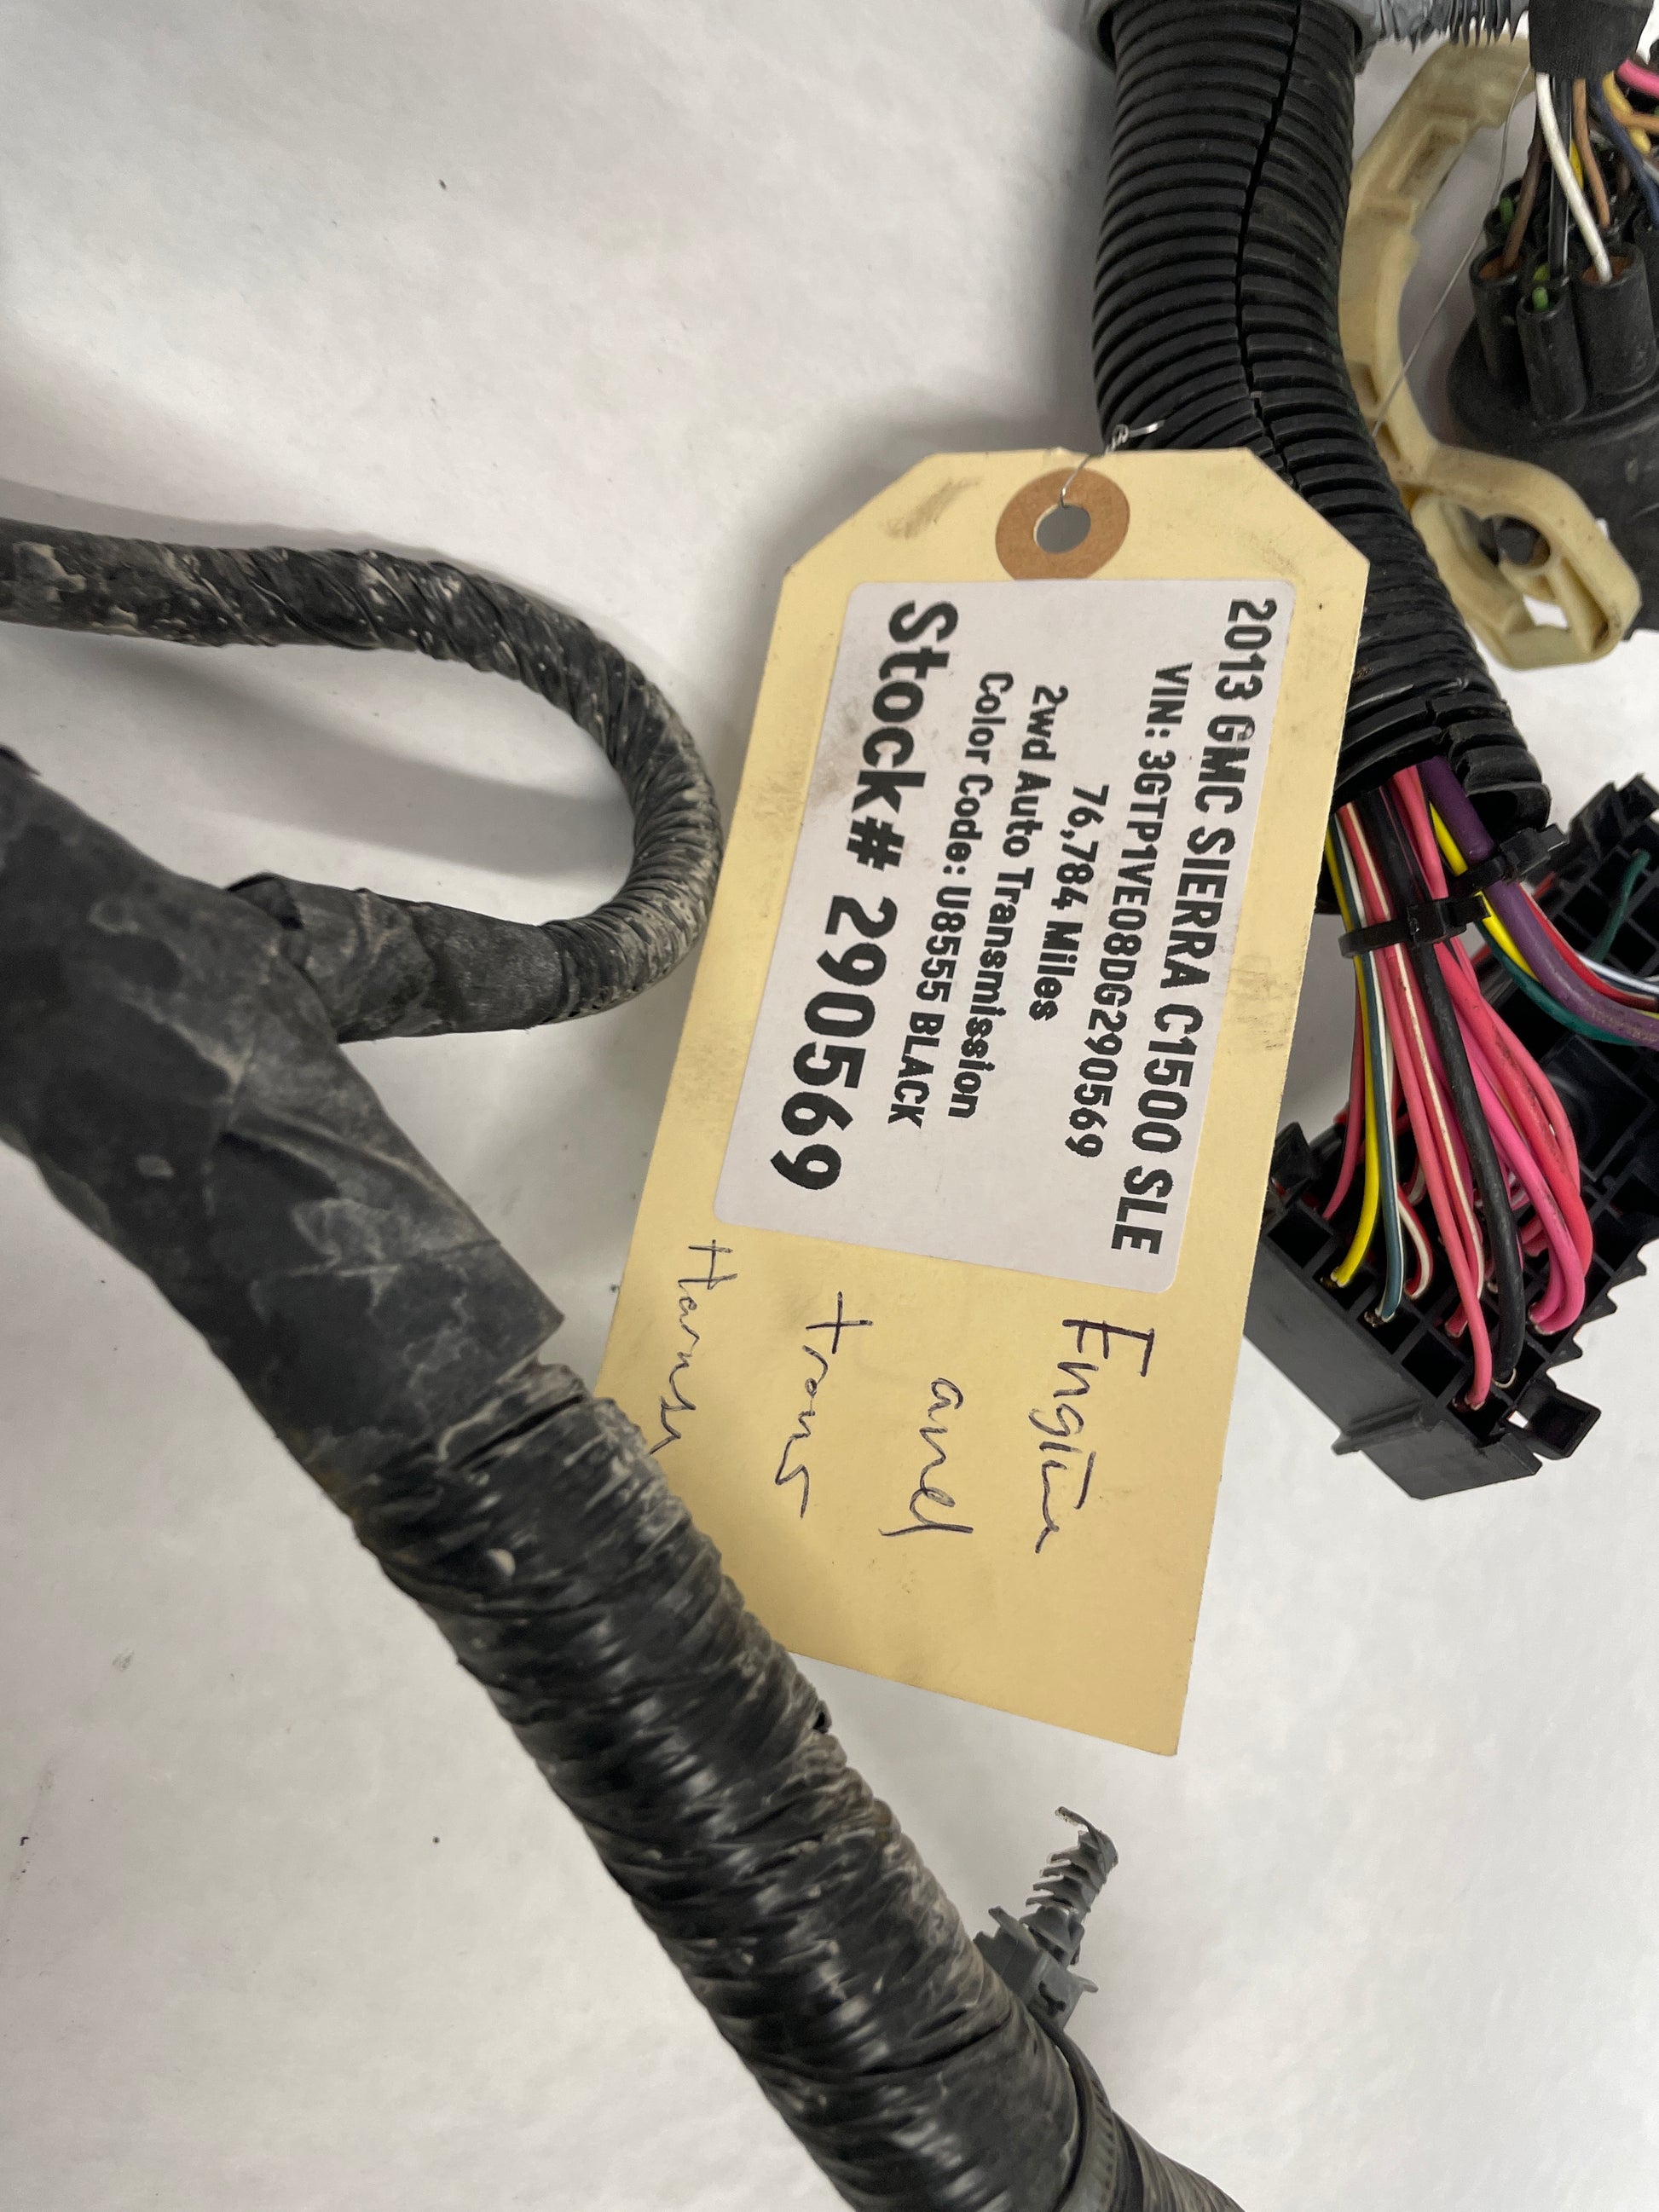 2013 GMC SIERRA C1500 SLE
VIN: 3GTP1VE08DG290569
76,784 Miles
2wd Auto Transmission
Color Code: U8555 BLACK
Stock# 290569
Engine
and
trans
Harness